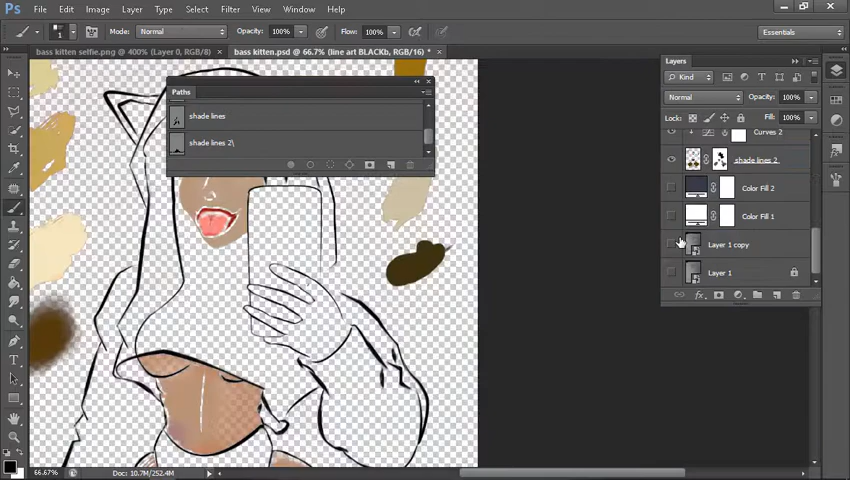 Ps File Edit Image Layer Type Select Filter View Window Help
1 Mode: Normal Opacity: 100% Flow: 100% Essentials
bass kitten selfie.png @ 400% (Layer 0, RGB/8) × bass kitten.psd @ 66.7% (line art BLACKb, RGB/8) * ×
Layers
Kind
Normal Opacity: 100%
Lock: Fill: 100%
Curves 2
shade lines 2
Color Fill 2
Color Fill 1
Layer 1 copy
Layer 1
Paths
shade lines
shade lines 2\
T
66.67% Doc: 10.7M/252.4M